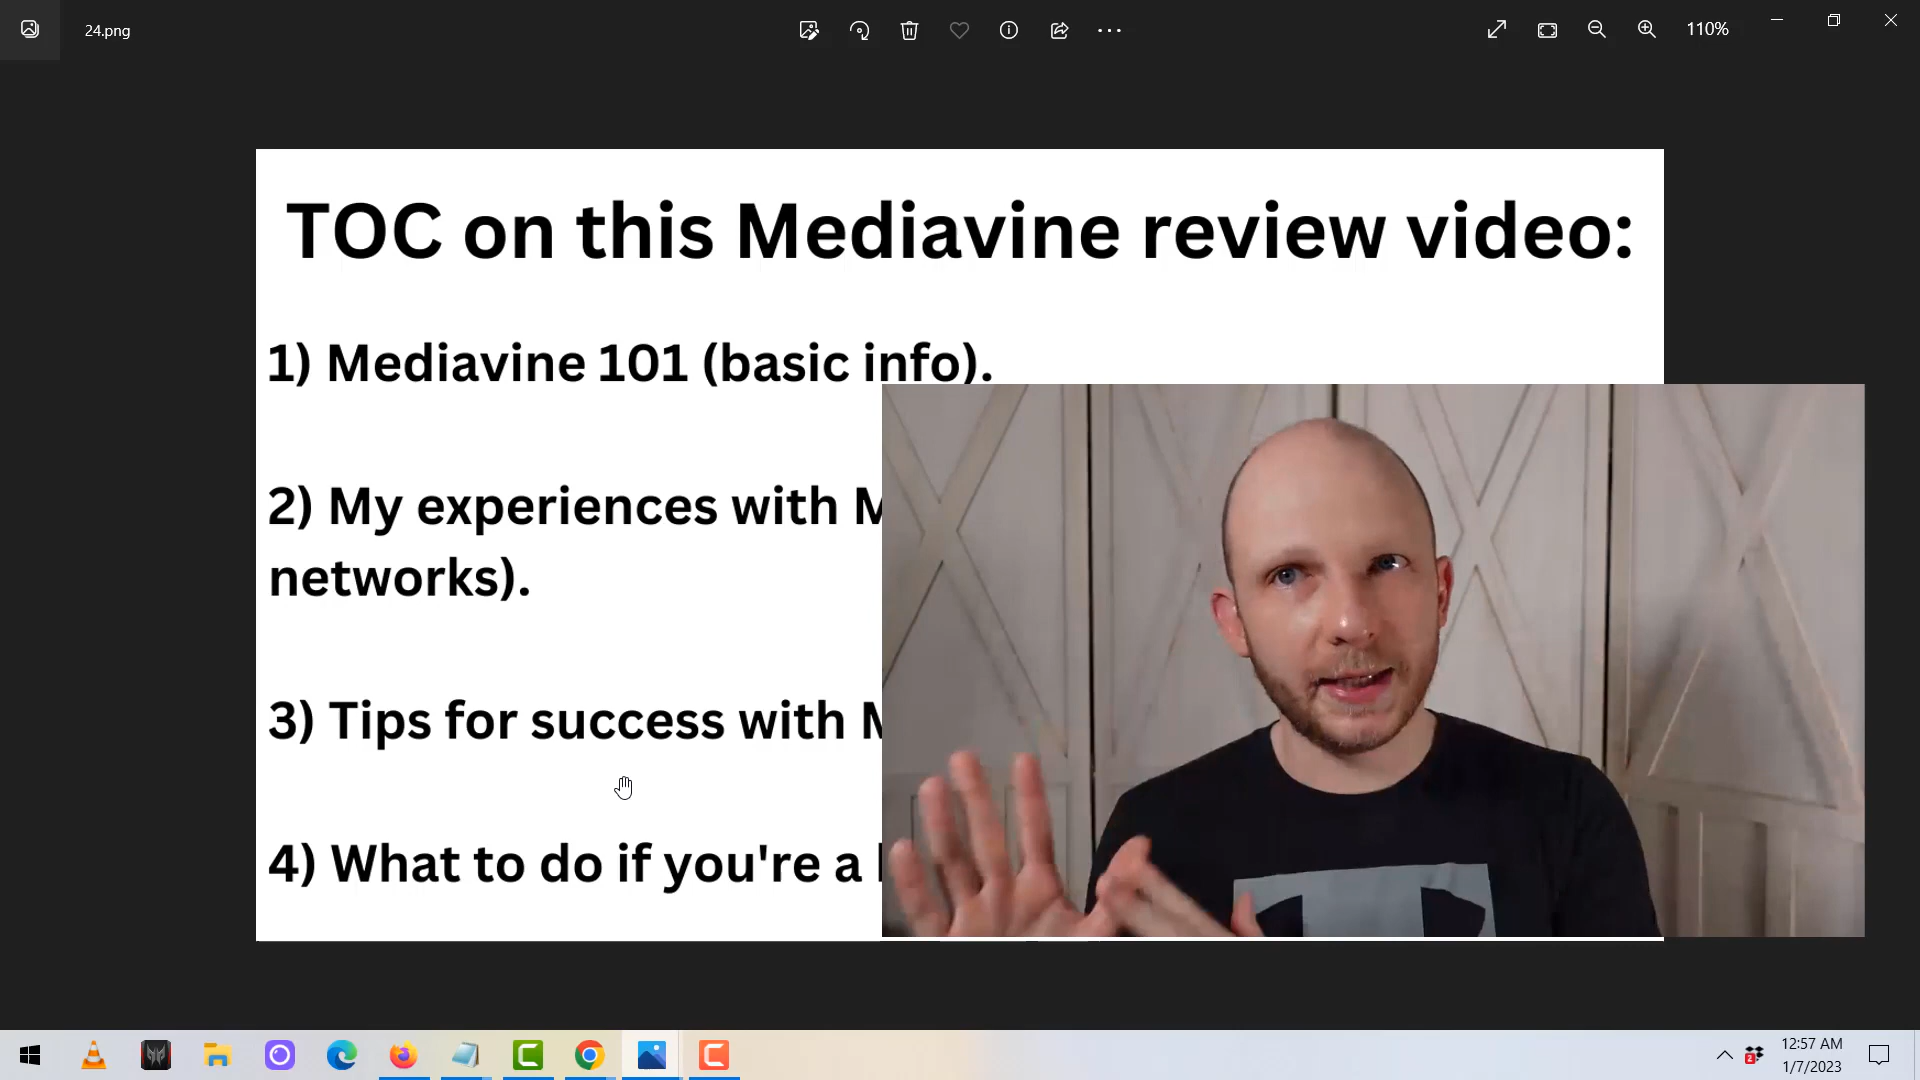 24.png
110%
TOC on this Mediavine review video:
1) Mediavine 101 (basic info).
2) My experiences with
networks).
3) Tips for success with
4) What to do if you're a
12:57 AM
1/7/2023
2